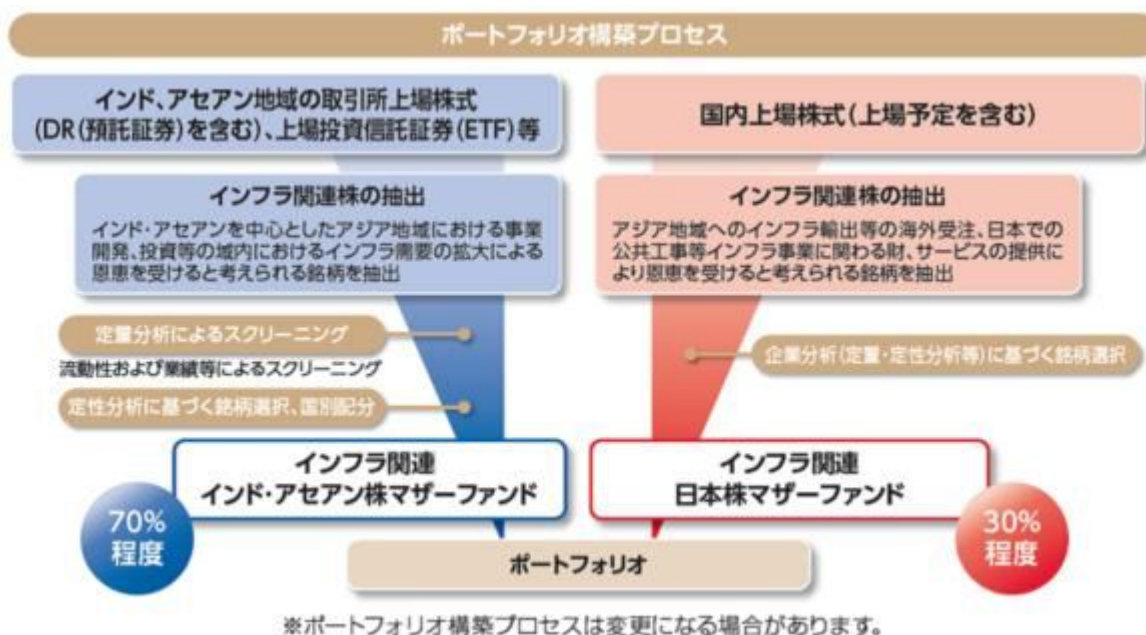 ポートフォリオ構築プロセス
インド、アセアン地域の取引所上場株式
(DR(預託証券)を含む)、上場投資信託証券(ETF)等
インフラ関連株の抽出
インド・アセアンを中心としたアジア地域における事業
開発、投資等の域内におけるインフラ需要の拡大による
恩恵を受けると考えられる銘柄を抽出
定量分析によるスクリーニング
流動性および業績等によるスクリーニング
定性分析に基づく銘柄選択、国別配分
インフラ関連
インド・アセアン株マザーファンド
70%
程度
国内上場株式(上場予定を含む)
インフラ関連株の抽出
アジア地域へのインフラ輸出等の海外受注、日本での
公共工事等インフラ事業に関わる財、サービスの提供に
より恩恵を受けると考えられる銘柄を抽出
企業分析(定量・定性分析等)に基づく銘柄選択
インフラ関連
日本株マザーファンド
30%
程度
ポートフォリオ
※ポートフォリオ構築プロセスは変更になる場合があります。